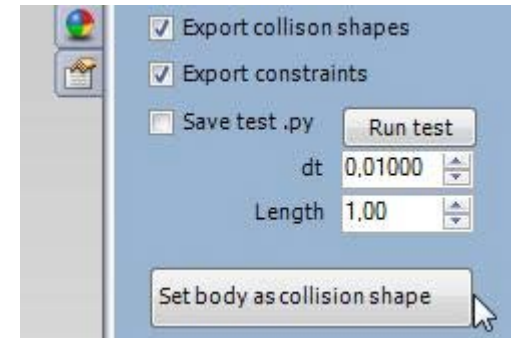 Export collison shapes
Export constraints
Save test .py Run test
dt 0,01000
Length 1,00
Set body as collision shape